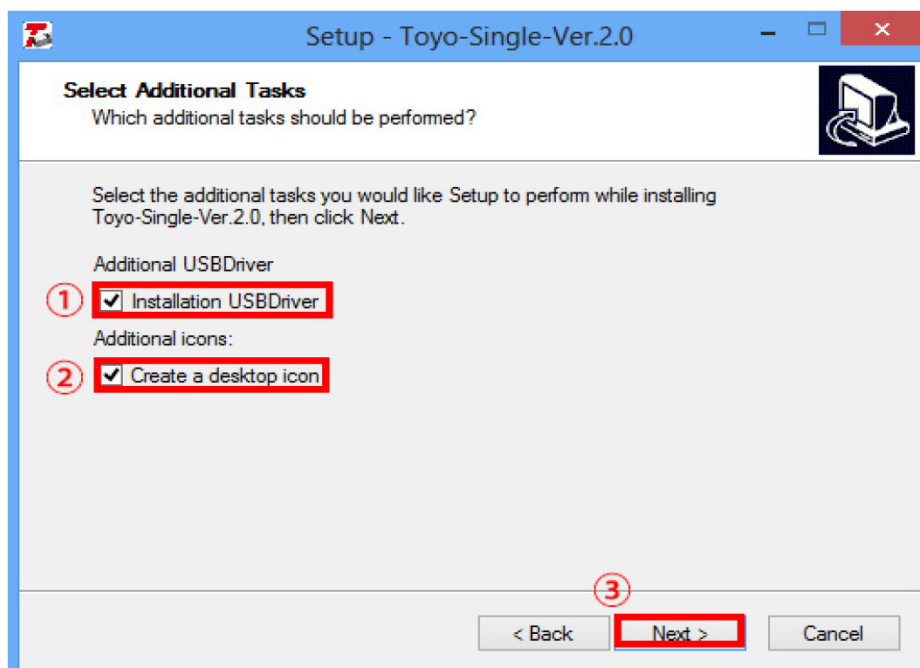 Setup - Toyo-Single-Ver.2.0
Select Additional Tasks
Which additional tasks should be performed?
Select the additional tasks you would like Setup to perform while installing
Toyo-Single-Ver.2.0, then click Next.
Additional USBDriver
① Installation USBDriver
Additional icons:
② Create a desktop icon
③
< Back Next > Cancel